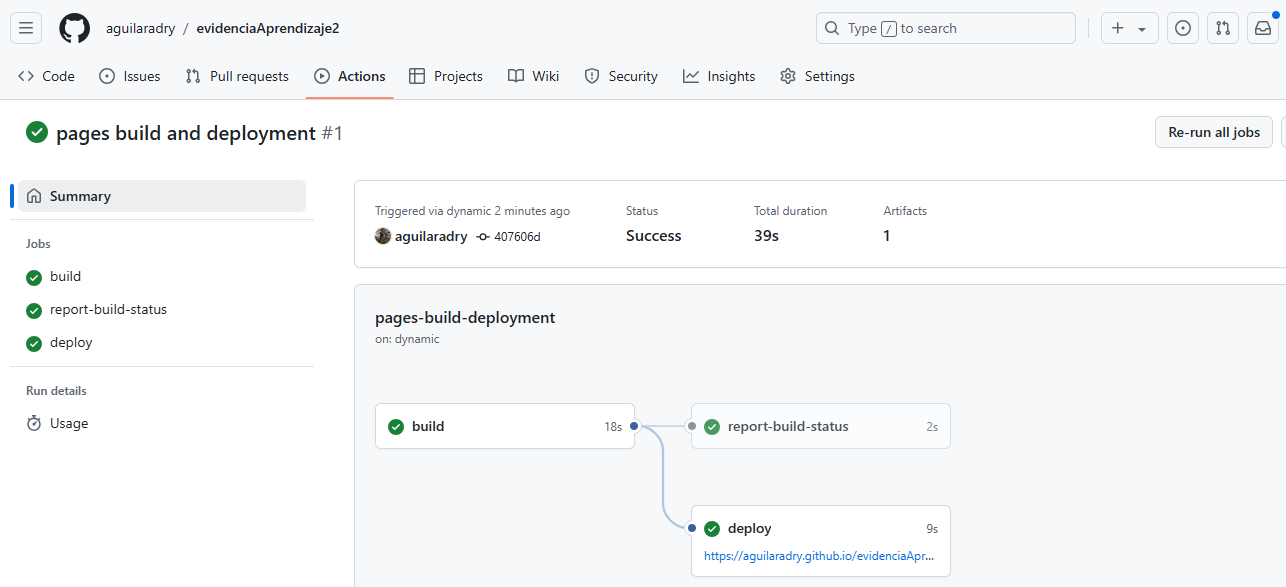 aguilaradry / evidenciaAprendizaje2
Type / to search
Code
Issues
Pull requests
Actions
Projects
Wiki
Security
Insights
Settings
pages build and deployment #1
Re-run all jobs
Summary
Jobs
build
report-build-status
deploy
Run details
Usage
Triggered via dynamic 2 minutes ago
aguilaradry 407606d
Status
Success
Total duration
39s
Artifacts
1
pages-build-deployment
on: dynamic
build 18s
report-build-status 2s
deploy 9s
https://aguilaradry.github.io/evidenciaApr...